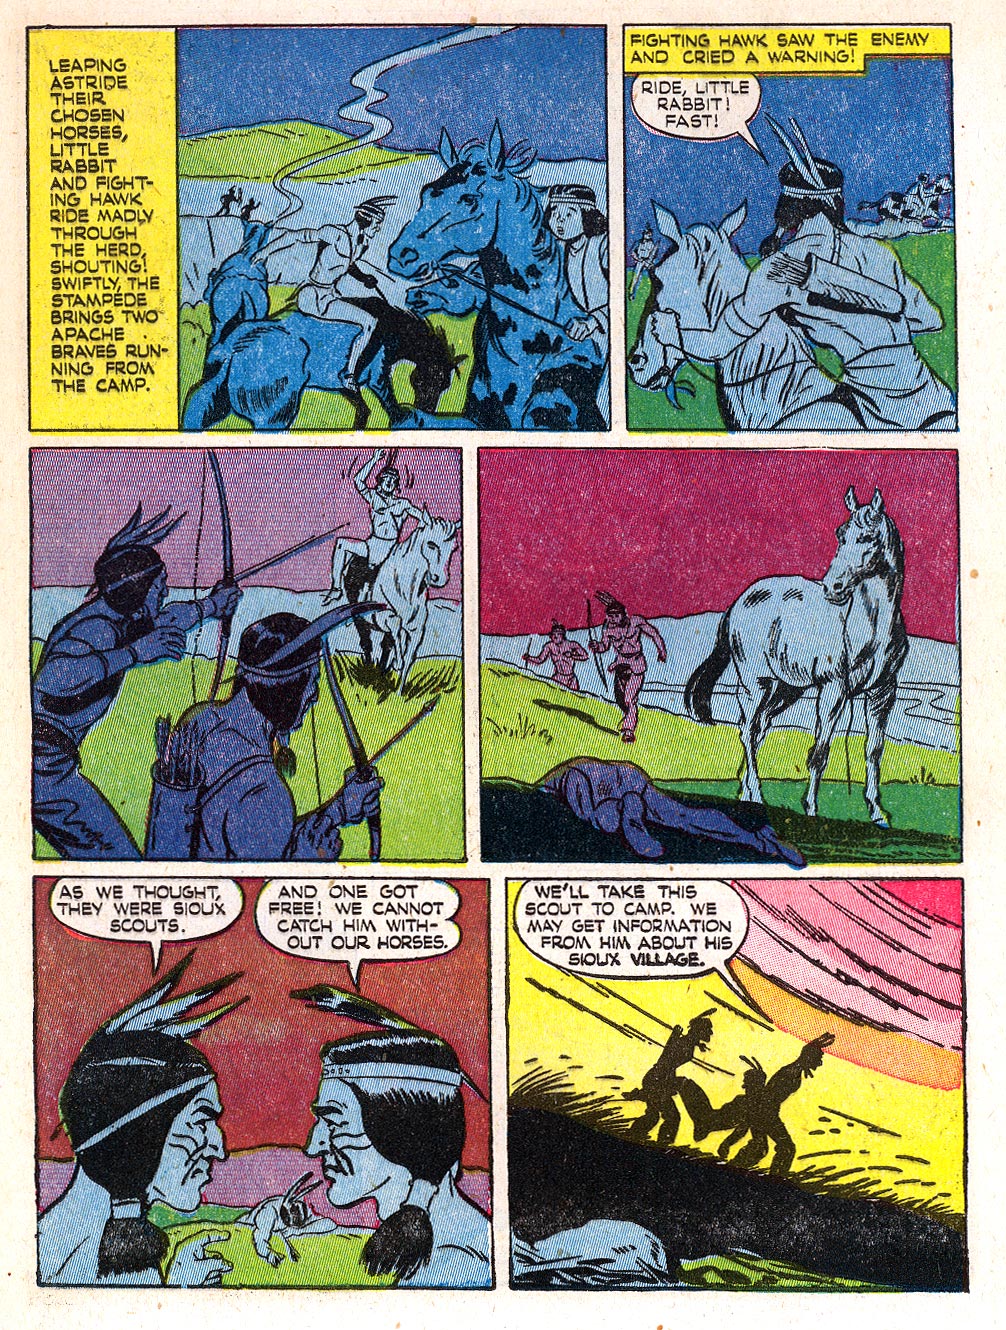 LEAPING
ASTRIDE
THEIR
CHOSEN
HORSES,
LITTLE
RABBIT
AND FIGHT-
ING HAWK
RIDE MADLY
THROUGH
THE HERD,
SHOUTING!
SWIFTLY, THE
STAMPEDE
BRINGS TWO
APACHE
BRAVES RUN-
NING FROM
THE CAMP.
FIGHTING HAWK SAW THE ENEMY
AND CRIED A WARNING!
RIDE, LITTLE
RABBIT!
FAST!
AS WE THOUGHT,
THEY WERE SIOUX
SCOUTS.
AND ONE GOT
FREE! WE CANNOT
CATCH HIM WITH-
OUT OUR HORSES.
WE'LL TAKE THIS
SCOUT TO CAMP. WE
MAY GET INFORMATION
FROM HIM ABOUT HIS
SIOUX VILLAGE.